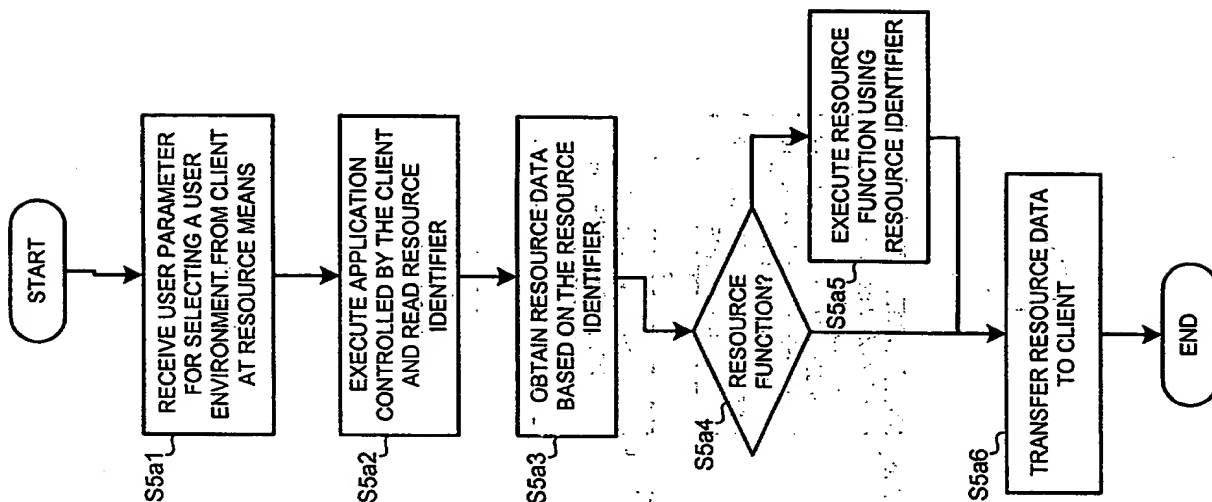 START
S5a1
RECEIVE USER PARAMETER
FOR SELECTING A USER
ENVIRONMENT FROM CLIENT
AT RESOURCE MEANS
S5a2
EXECUTE APPLICATION
CONTROLLED BY THE CLIENT
AND READ RESOURCE
IDENTIFIER
S5a3
OBTAIN RESOURCE DATA
BASED ON THE RESOURCE
IDENTIFIER
S5a4
RESOURCE
FUNCTION?
S5a5
EXECUTE RESOURCE
FUNCTION USING
RESOURCE IDENTIFIER
S5a6
TRANSFER RESOURCE DATA
TO CLIENT
END